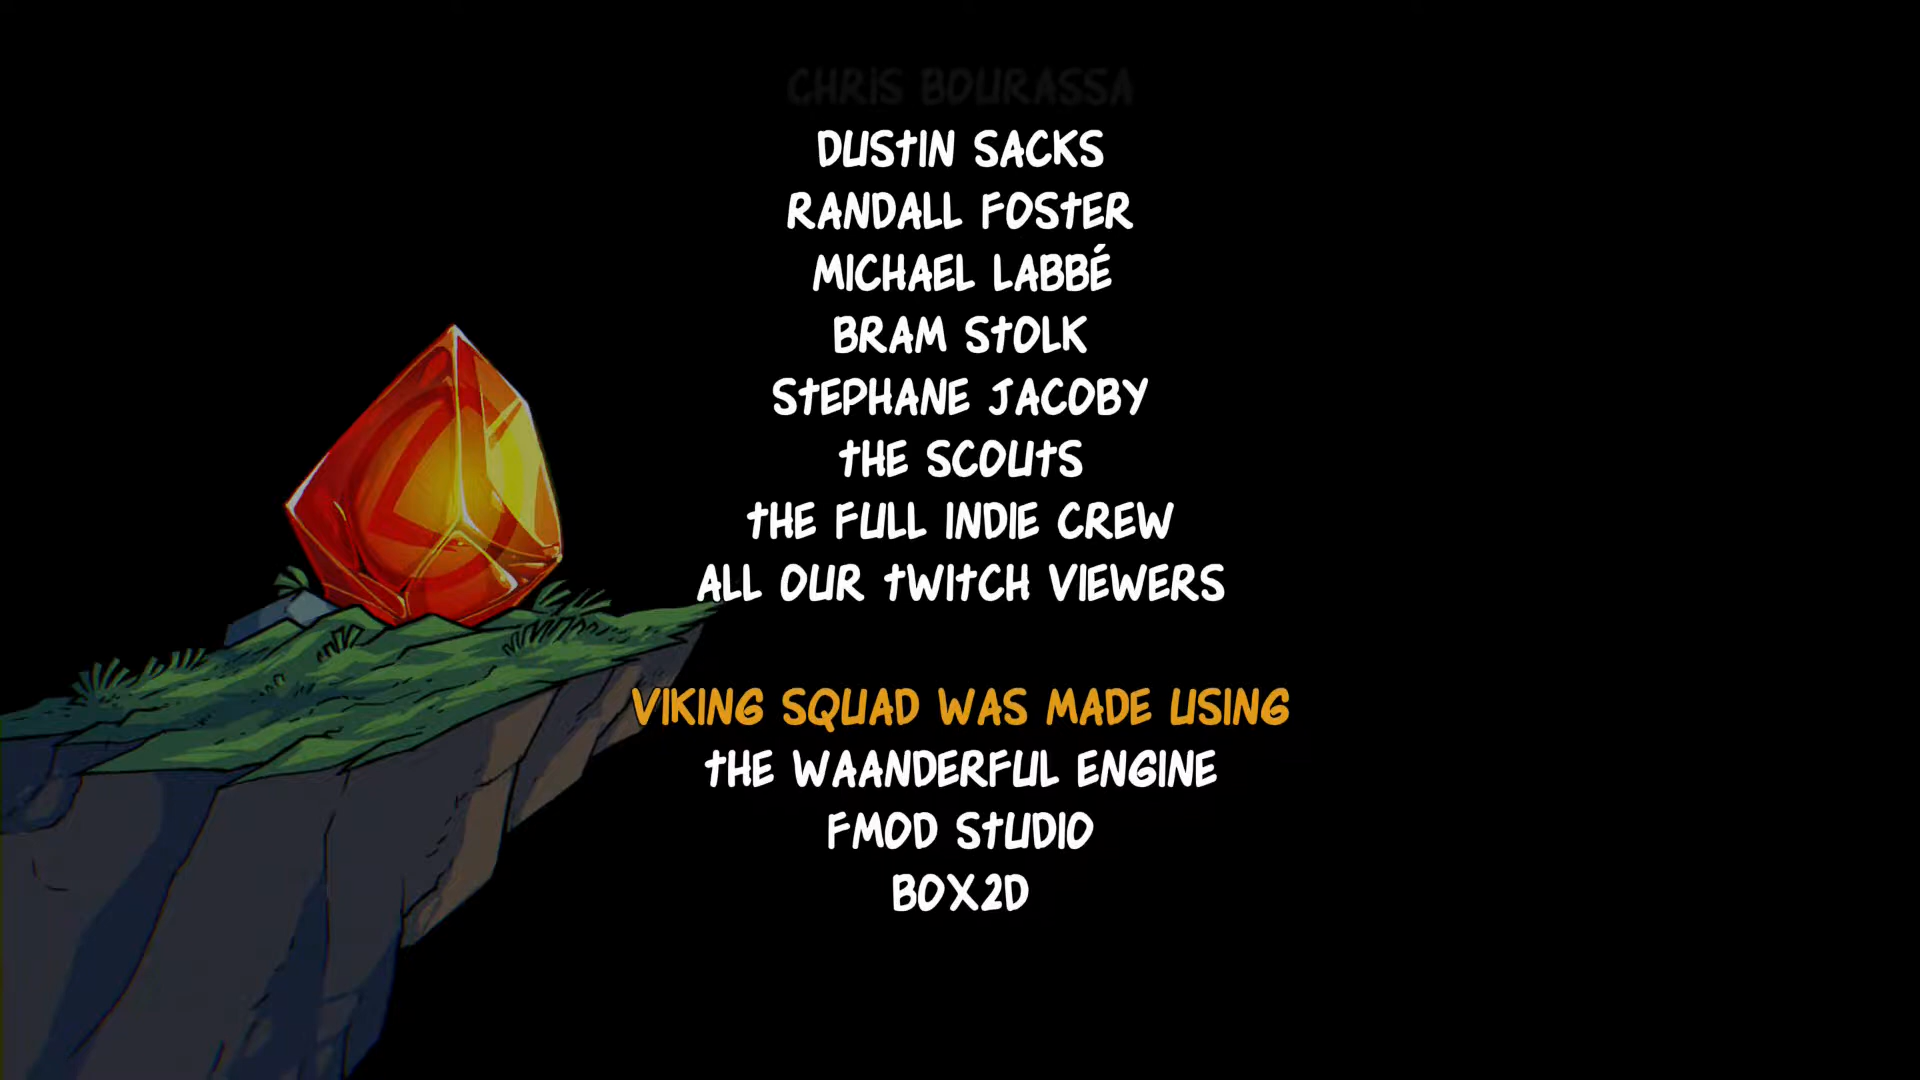 CHRIS BOURASSA
DUSTIN SACKS
RANDALL FOSTER
MICHAEL LABBÉ
BRAM STOLK
STEPHANE JACOBY
THE SCOUTS
THE FULL INDIE CREW
ALL OUR TWITCH VIEWERS
VIKING SQUAD WAS MADE USING
THE WAANDERFUL ENGINE
FMOD STUDIO
BOX2D